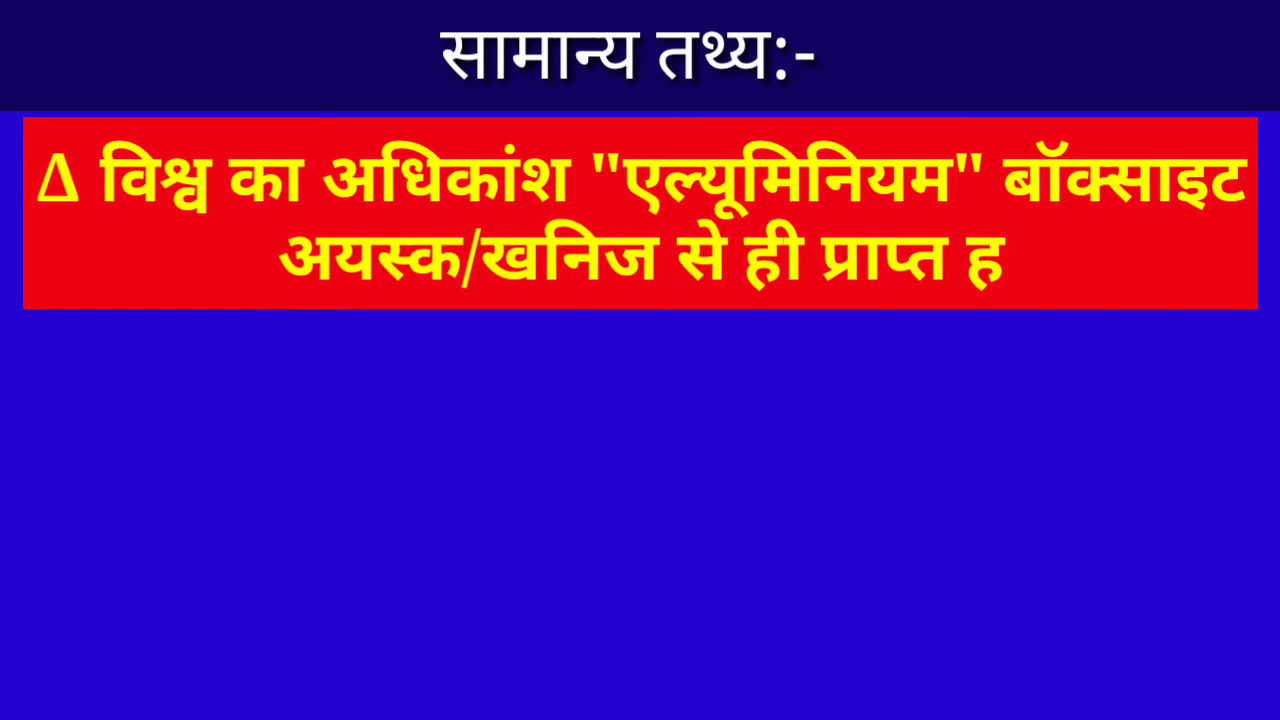 सामान्य तथ्य:-
∆ विश्व का अधिकांश "एल्यूमिनियम" बॉक्साइट
अयस्क/खनिज से ही प्राप्त ह